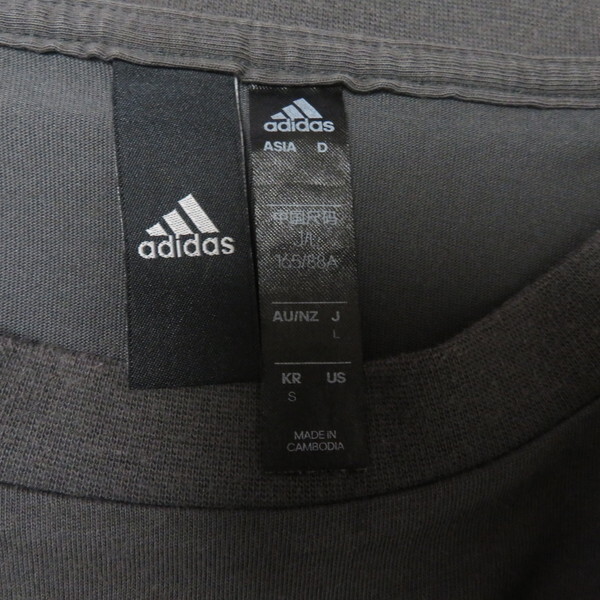 adidas
adidas
ASIA D
中国尺码
J/L
165/88A
AU/NZ J
L
KR US
S
MADE IN
CAMBODIA